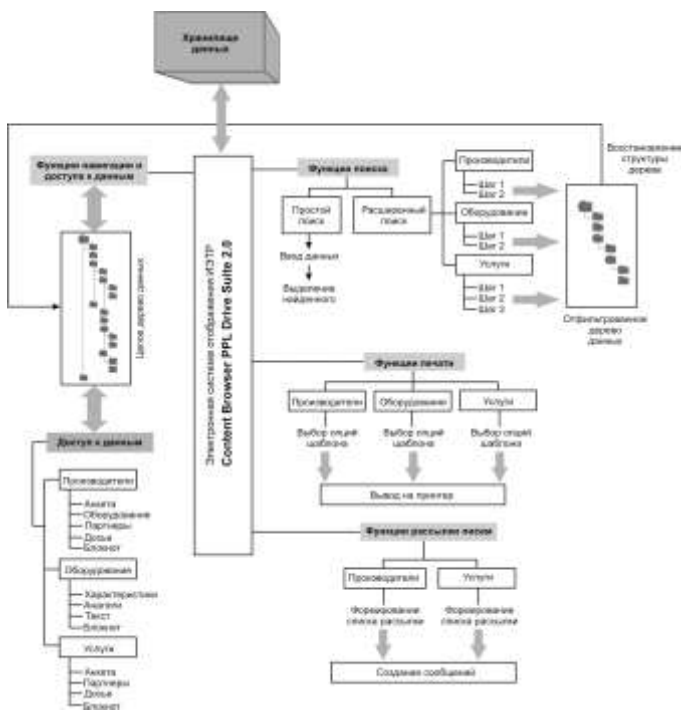 Хранилище
данных
Функции навигации и
доступа к данным
Целое дерево данных
Доступ к данным
Производители
Анкета
Оборудование
Партнеры
Досье
Блокнот
Оборудование
Характеристики
Аналоги
Текст
Блокнот
Услуги
Анкета
Партнеры
Досье
Блокнот
Электронная система отображения ИЭТР
Content Browser PPL Drive Suite 2.0
Функции поиска
Простой
поиск
Расширенный
поиск
Ввод данных
Выделение
найденного
Производители
Шаг 1
Шаг 2
Оборудование
Шаг 1
Шаг 2
Услуги
Шаг 1
Шаг 2
Шаг 3
Восстановление
структуры
дерева
Отфильтрованное
дерево
данных
Функции печати
Производители
Оборудование
Услуги
Выбор опций
шаблона
Выбор опций
шаблона
Выбор опций
шаблона
Вывод на принтер
Функции рассылки писем
Производители
Услуги
Формирование
списка рассылки
Формирование
списка рассылки
Создание сообщений